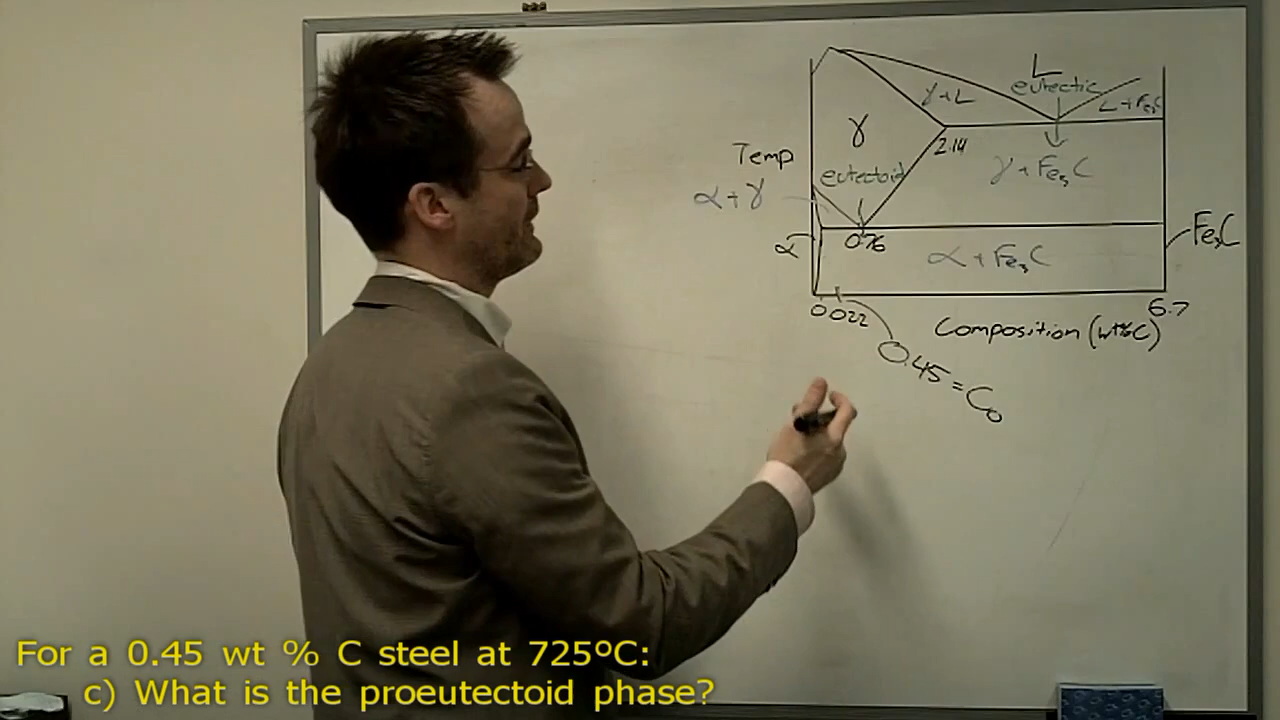 L
eutectic
γ+L
L+Fe₃C
γ
2.14
Temp
eutectoid
γ+Fe₃C
α+γ
α
0.76
α+Fe₃C
Fe₃C
0.022
6.7
Composition (wt%C)
0.45=C₀
For a 0.45 wt % C steel at 725ºC:
c) What is the proeutectoid phase?